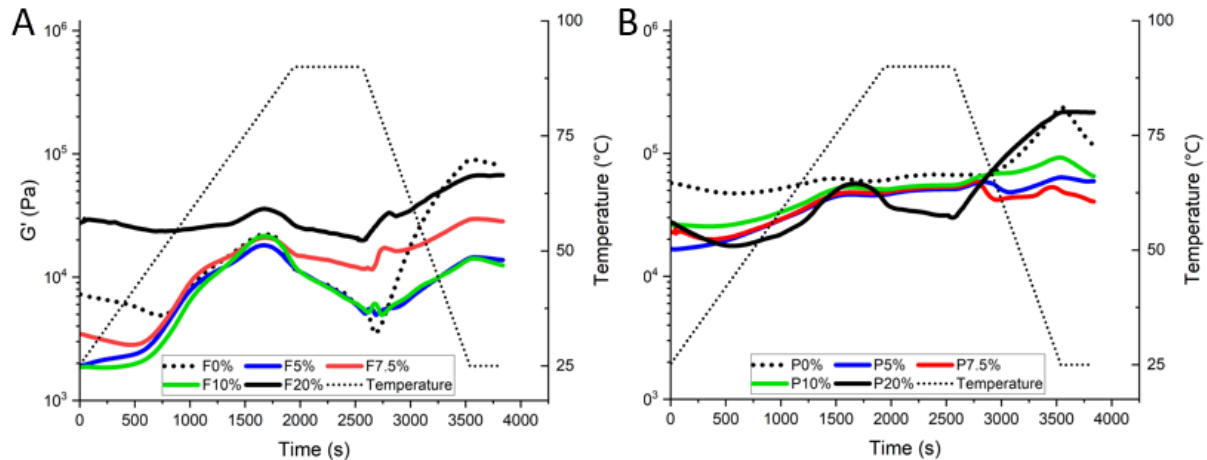 A
10⁶
10⁵
10⁴
10³
G' (Pa)
100
75
50
25
Temperature (°C)
F0% F5% F7.5%
F10% F20% Temperature
0 500 1000 1500 2000 2500 3000 3500 4000
Time (s)
B
0⁶
0⁵
0⁴
0³
100
75
50
25
Temperature (°C)
P0% P5% P7.5%
P10% P20% Temperature
0 500 1000 1500 2000 2500 3000 3500 4000
Time (s)